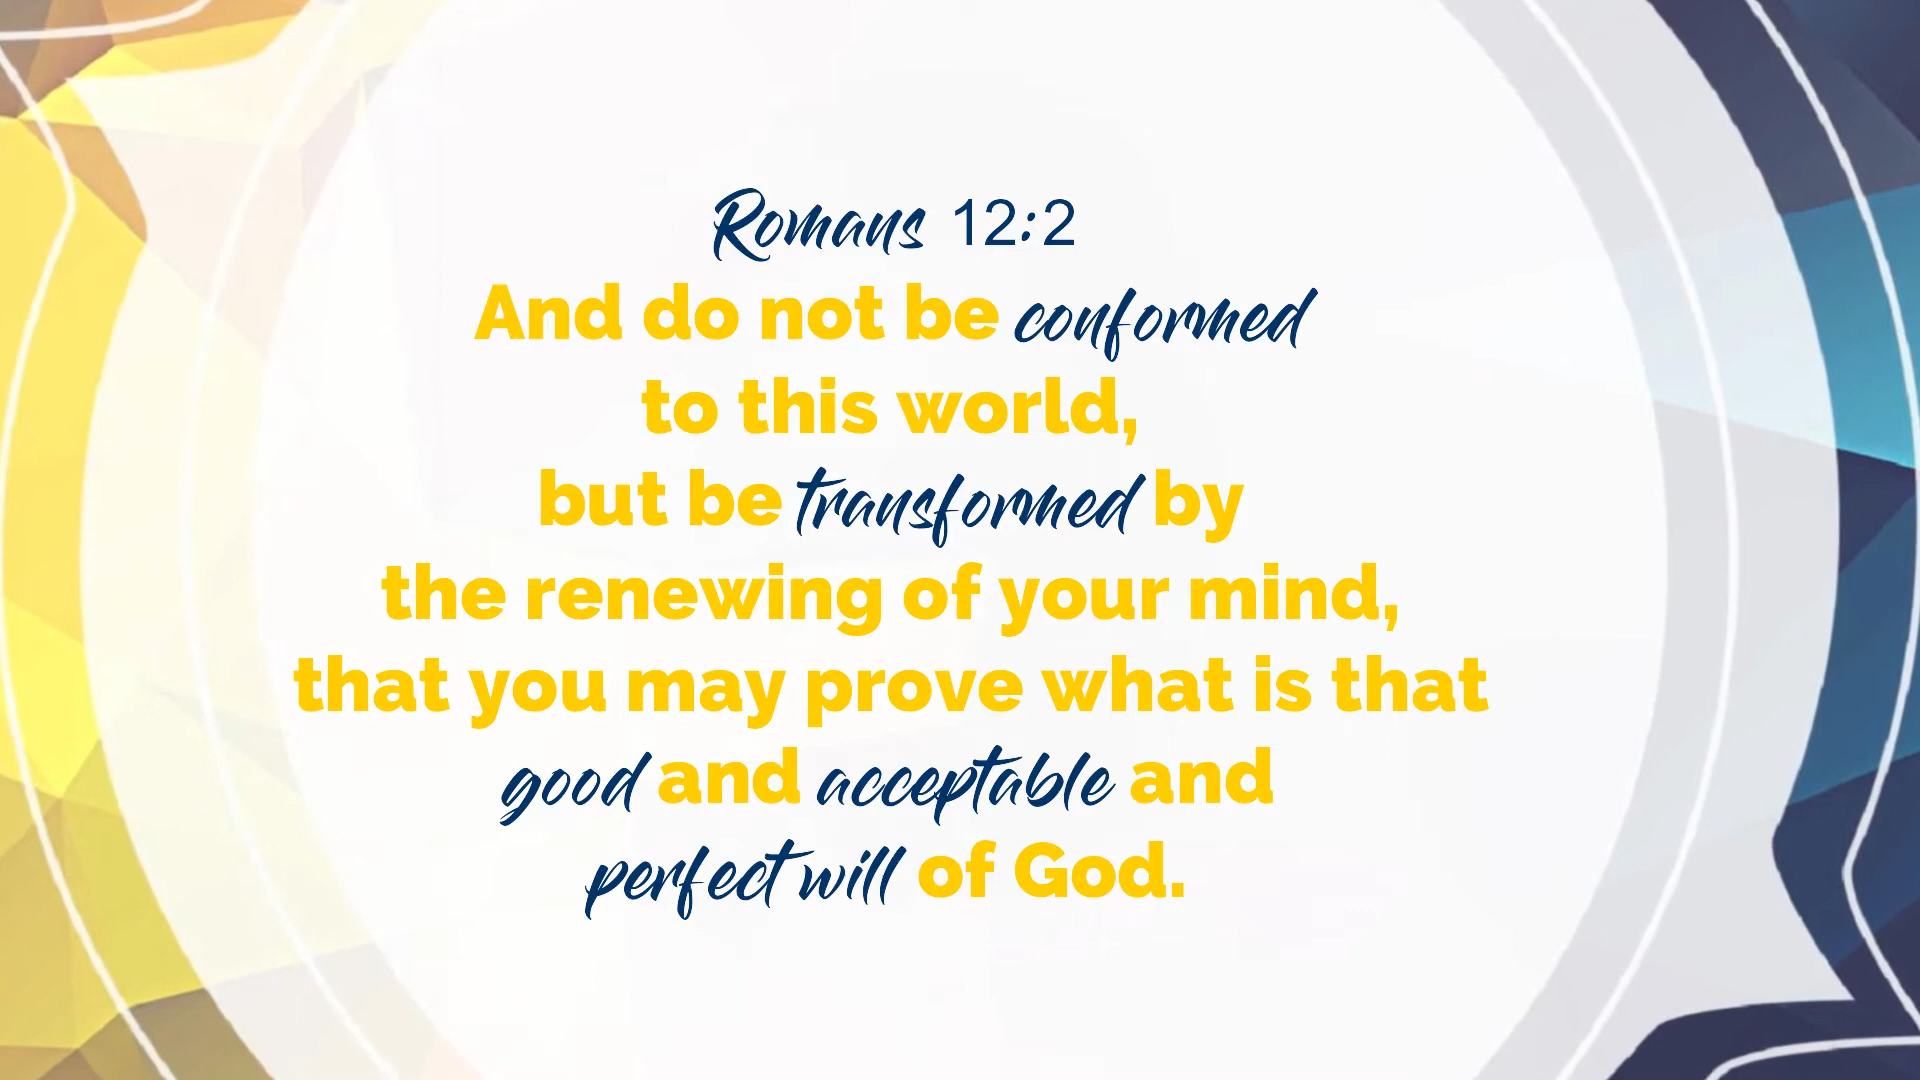 Romans 12:2
And do not be conformed
to this world,
but be transformed by
the renewing of your mind,
that you may prove what is that
good and acceptable and
perfect will of God.